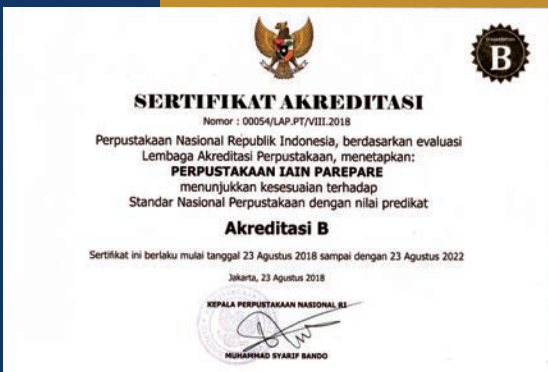 B
SERTIFIKAT AKREDITASI
Nomor : 00054/LAP.PT/VIII.2018
Perpustakaan Nasional Republik Indonesia, berdasarkan evaluasi
Lembaga Akreditasi Perpustakaan, menetapkan:
PERPUSTAKAAN IAIN PAREPARE
menunjukkan kesesuaian terhadap
Standar Nasional Perpustakaan dengan nilai predikat
Akreditasi B
Sertifikat ini berlaku mulai tanggal 23 Agustus 2018 sampai dengan 23 Agustus 2022
Jakarta, 23 Agustus 2018
KEPALA PERPUSTAKAAN NASIONAL RI
MUHAMMAD SYARIF BANDO